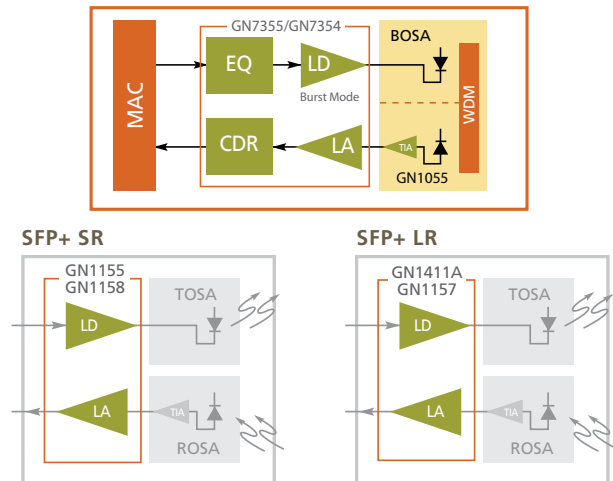 GN7355/GN7354
BOSA
MAC
EQ
LD
Burst Mode
WDM
CDR
LA
TIA
GN1055
SFP+ SR
GN1155
GN1158
TOSA
LD
LA
TIA
ROSA
SFP+ LR
GN1411A
GN1157
TOSA
LD
LA
TIA
ROSA